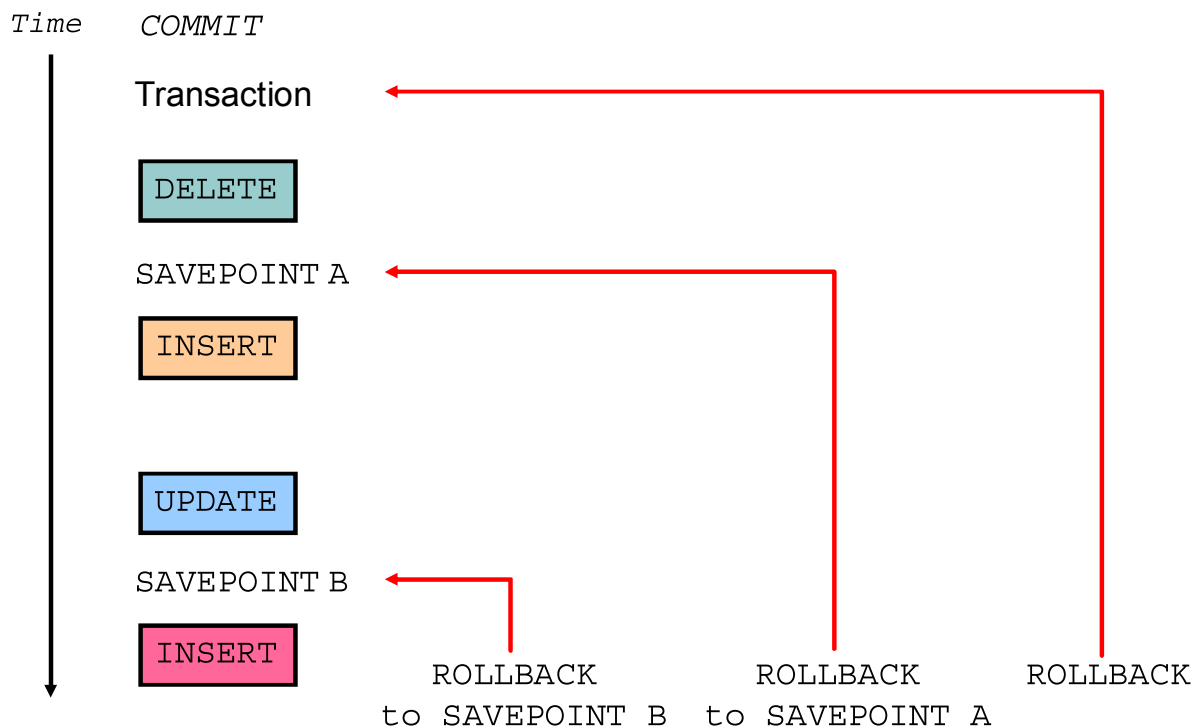 Time
COMMIT
Transaction
DELETE
SAVEPOINT A
INSERT
UPDATE
SAVEPOINT B
INSERT
ROLLBACK
to SAVEPOINT B
ROLLBACK
to SAVEPOINT A
ROLLBACK